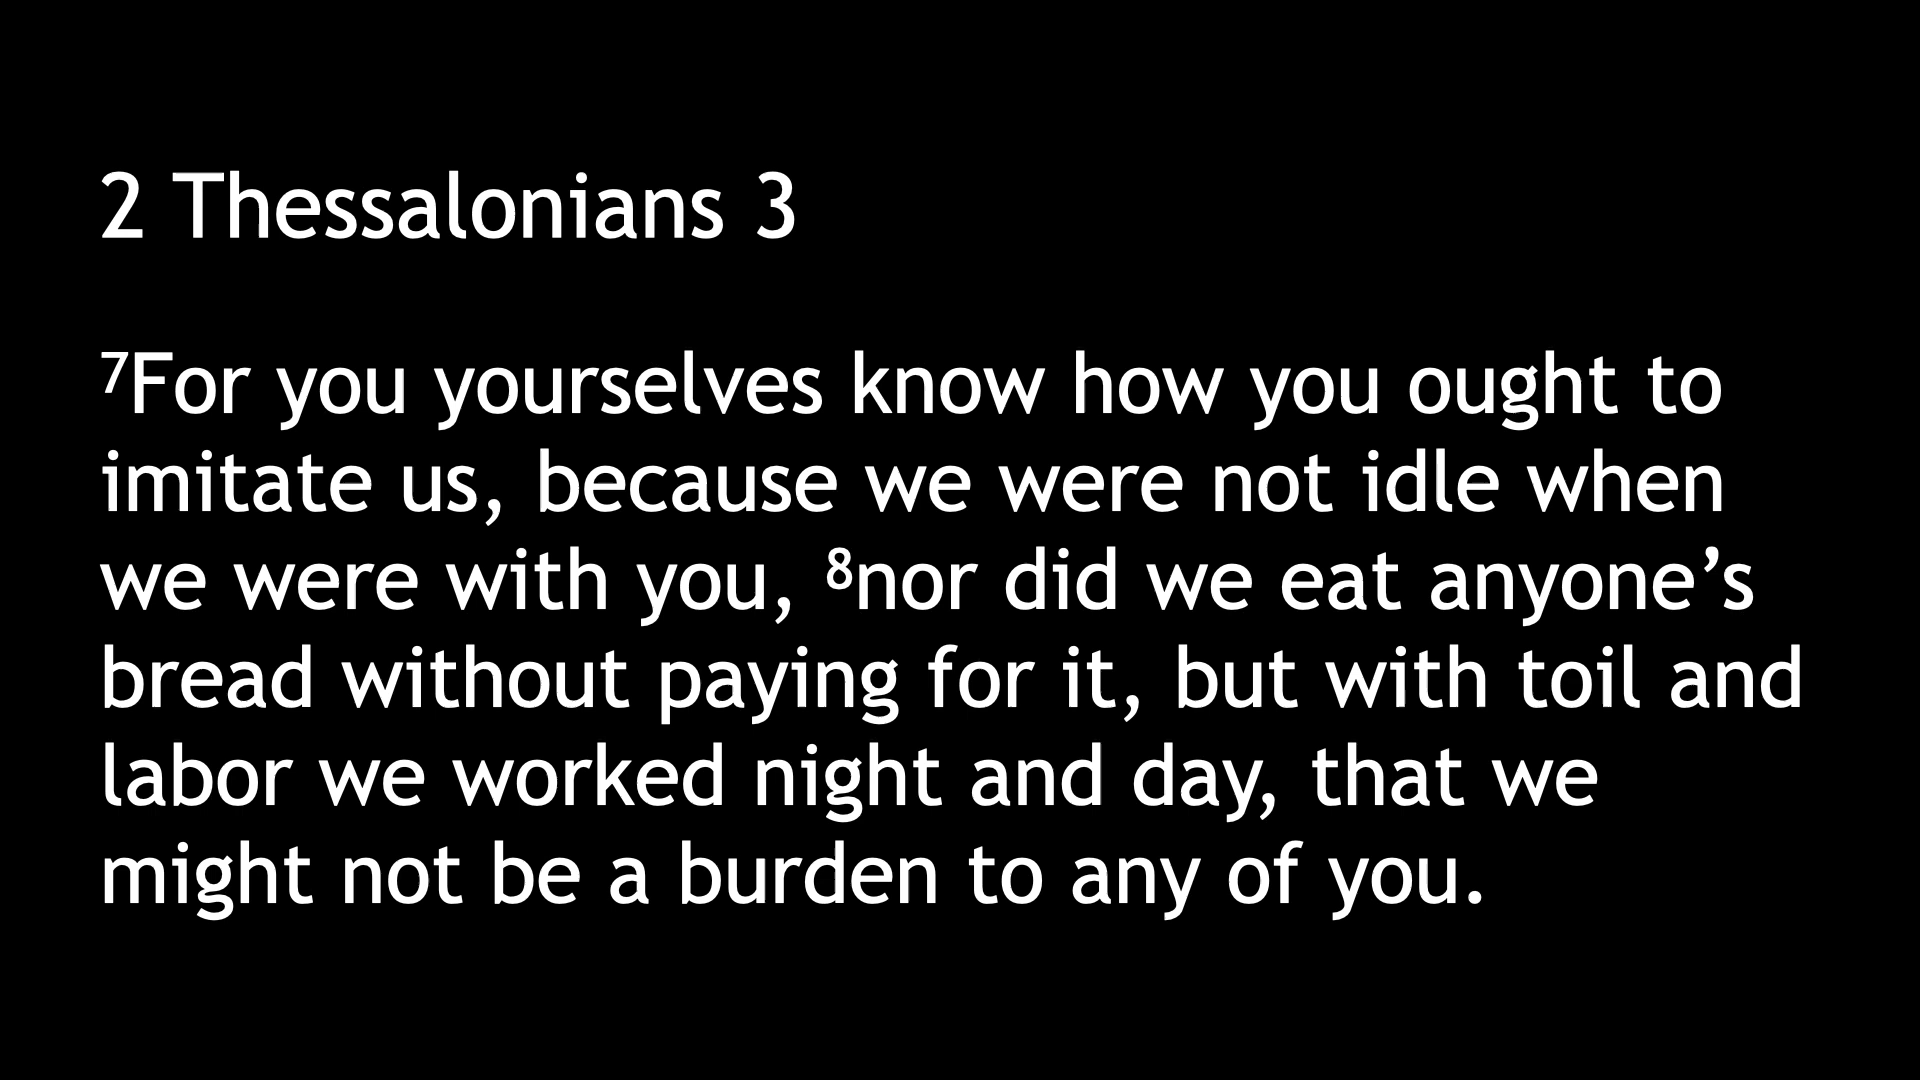 2 Thessalonians 3
⁷For you yourselves know how you ought to
imitate us, because we were not idle when
we were with you, ⁸nor did we eat anyone’s
bread without paying for it, but with toil and
labor we worked night and day, that we
might not be a burden to any of you.